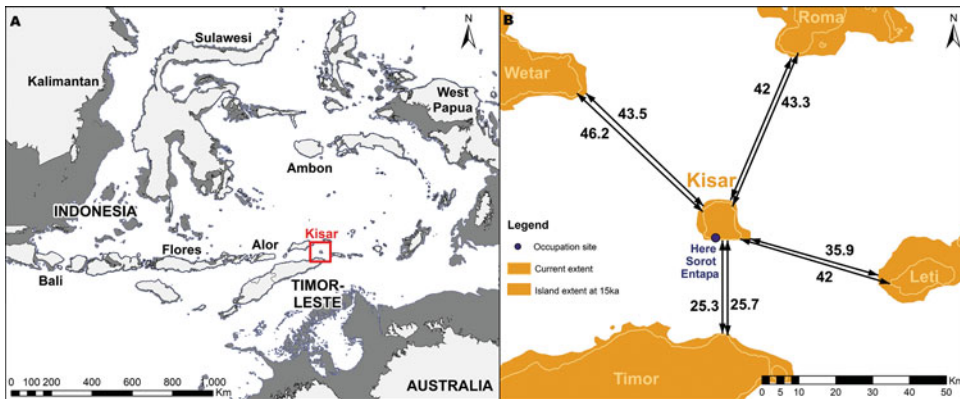 A
N
Sulawesi
Kalimantan
West
Papua
Ambon
INDONESIA
Kisar
Flores
Alor
Bali
TIMOR-
LESTE
AUSTRALIA
0 100 200 400 600 800 1,000
Km
B
N
Roma
Wetar
42
43.5
43.3
46.2
Kisar
Legend
Occupation site
Here
Sorot
Entapa
Current extent
Island extent at 15ka
35.9
42
Leti
25.3
25.7
Timor
0 5 10 20 30 40 50
Km